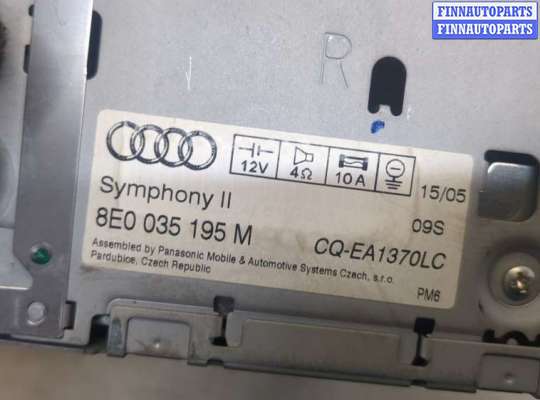 FINNAUTOPARTS
FINNAUTOPARTS
R
12V 4Ω 10A
15/05
Symphony II
09S
8E0 035 195 M
CQ-EA1370LC
Assembled by Panasonic Mobile & Automotive Systems Czech, s.r.o.
Pardubice, Czech Republic
PM6